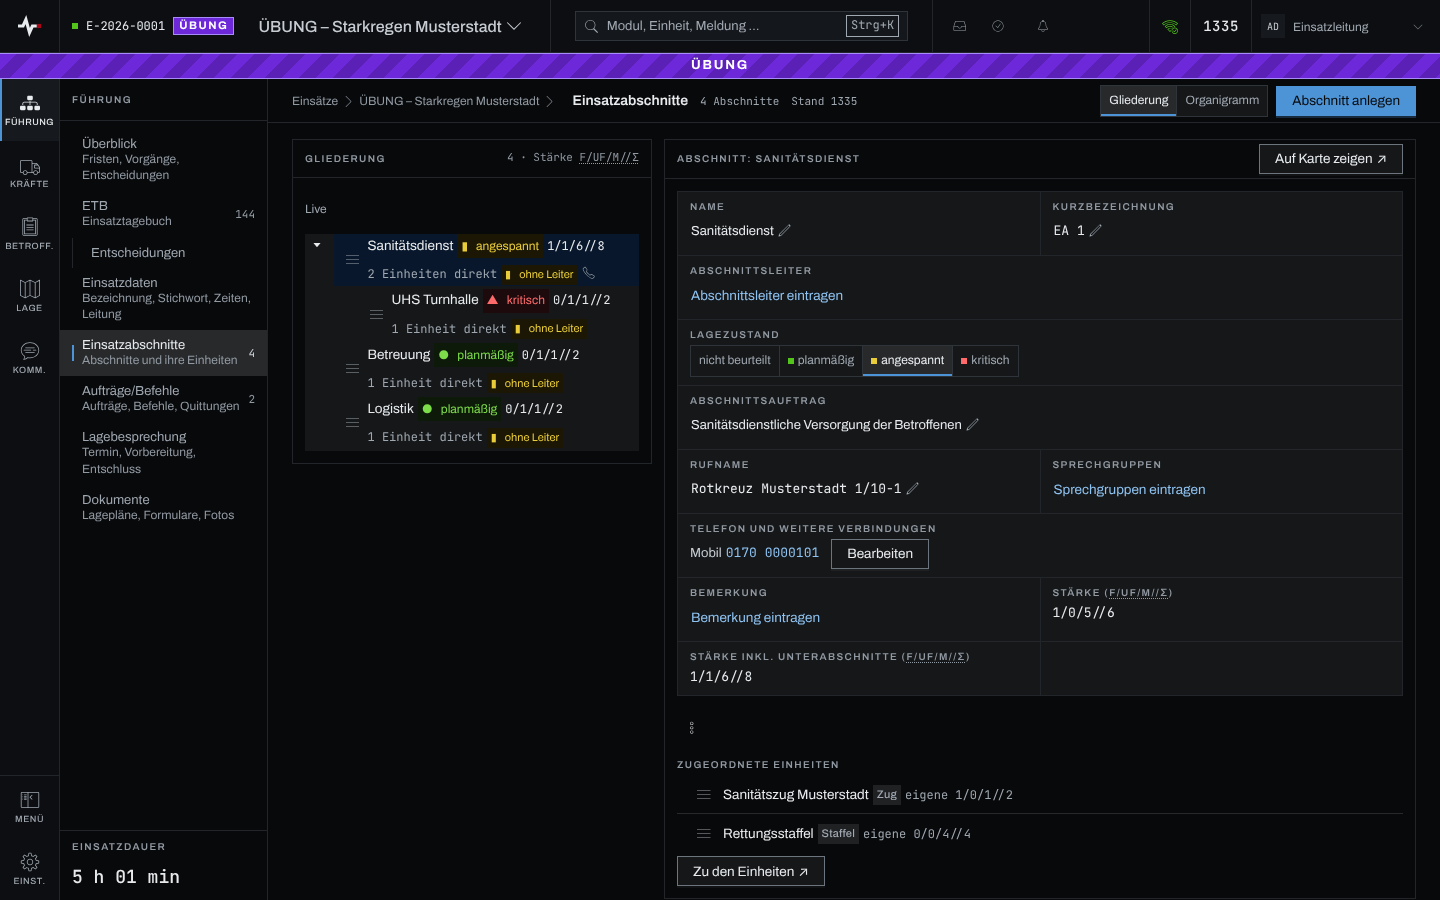 E-2026-0001 ÜBUNG ÜBUNG – Starkregen Musterstadt
Modul, Einheit, Meldung ... Strg+K
1335 AD Einsatzleitung
ÜBUNG
FÜHRUNG
KRÄFTE
BETROFF.
LAGE
KOMM.
MENÜ
EINST.
FÜHRUNG
Überblick
Fristen, Vorgänge,
Entscheidungen
ETB
Einsatztagebuch 144
Entscheidungen
Einsatzdaten
Bezeichnung, Stichwort, Zeiten,
Leitung
Einsatzabschnitte
Abschnitte und ihre Einheiten 4
Aufträge/Befehle
Aufträge, Befehle, Quittungen 2
Lagebesprechung
Termin, Vorbereitung,
Entschluss
Dokumente
Lagepläne, Formulare, Fotos
EINSATZDAUER
5 h 01 min
Einsätze ÜBUNG – Starkregen Musterstadt Einsatzabschnitte 4 Abschnitte Stand 1335
Gliederung Organigramm Abschnitt anlegen
GLIEDERUNG 4 · Stärke F/UF/M//Σ
Live
Sanitätsdienst angespannt 1/1/6//8
2 Einheiten direkt ohne Leiter
UHS Turnhalle kritisch 0/1/1//2
1 Einheit direkt ohne Leiter
Betreuung planmäßig 0/1/1//2
1 Einheit direkt ohne Leiter
Logistik planmäßig 0/1/1//2
1 Einheit direkt ohne Leiter
ABSCHNITT: SANITÄTSDIENST Auf Karte zeigen ↗
NAME KURZBEZEICHNUNG
Sanitätsdienst EA 1
ABSCHNITTSLEITER
Abschnittsleiter eintragen
LAGEZUSTAND
nicht beurteilt planmäßig angespannt kritisch
ABSCHNITTSAUFTRAG
Sanitätsdienstliche Versorgung der Betroffenen
RUFNAME SPRECHGRUPPEN
Rotkreuz Musterstadt 1/10-1 Sprechgruppen eintragen
TELEFON UND WEITERE VERBINDUNGEN
Mobil 0170 0000101 Bearbeiten
BEMERKUNG STÄRKE (F/UF/M//Σ)
Bemerkung eintragen 1/0/5//6
STÄRKE INKL. UNTERABSCHNITTE (F/UF/M//Σ)
1/1/6//8
ZUGEORDNETE EINHEITEN
Sanitätszug Musterstadt Zug eigene 1/0/1//2
Rettungsstaffel Staffel eigene 0/0/4//4
Zu den Einheiten ↗